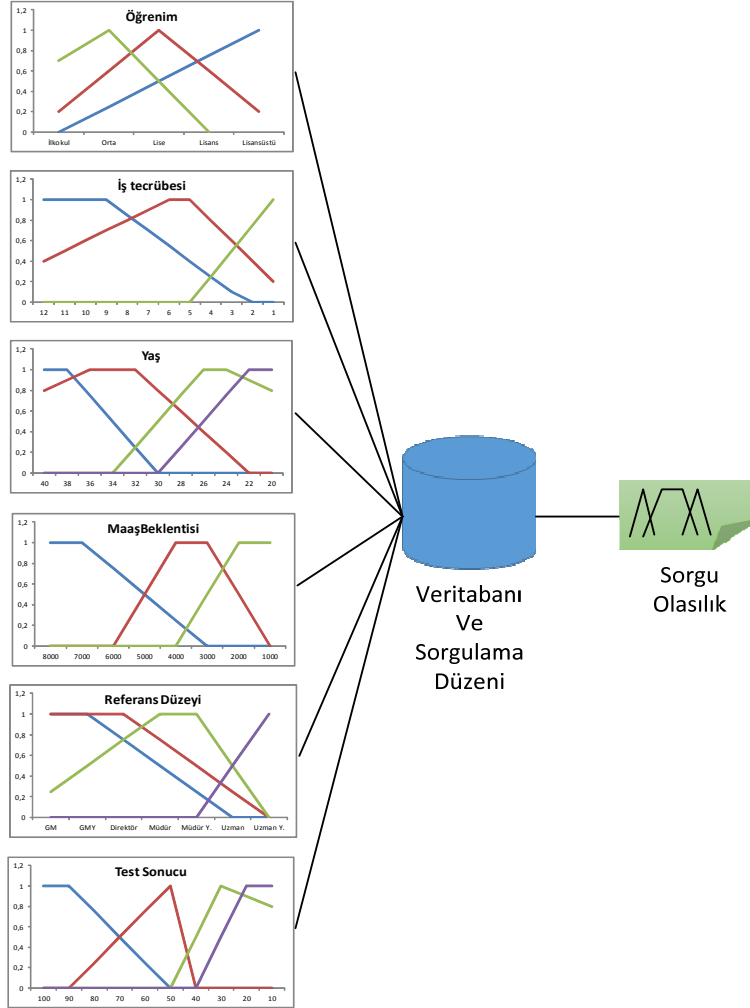 Öğrenim
1,2
1
0,8
0,6
0,4
0,2
0
İlkokul Orta Lise Lisans Lisansüstü
İş tecrübesi
1,2
1
0,8
0,6
0,4
0,2
0
12 11 10 9 8 7 6 5 4 3 2 1
Yaş
1,2
1
0,8
0,6
0,4
0,2
0
40 38 36 34 32 30 28 26 24 22 20
MaaşBeklentisi
1,2
1
0,8
0,6
0,4
0,2
0
8000 7000 6000 5000 4000 3000 2000 1000
Referans Düzeyi
1,2
1
0,8
0,6
0,4
0,2
0
GM GMY Direktör Müdür Müdür Y. Uzman Uzman Y.
Test Sonucu
1,2
1
0,8
0,6
0,4
0,2
0
100 90 80 70 60 50 40 30 20 10
Veritabanı
Ve
Sorgulama
Düzeni
Sorgu
Olasılık